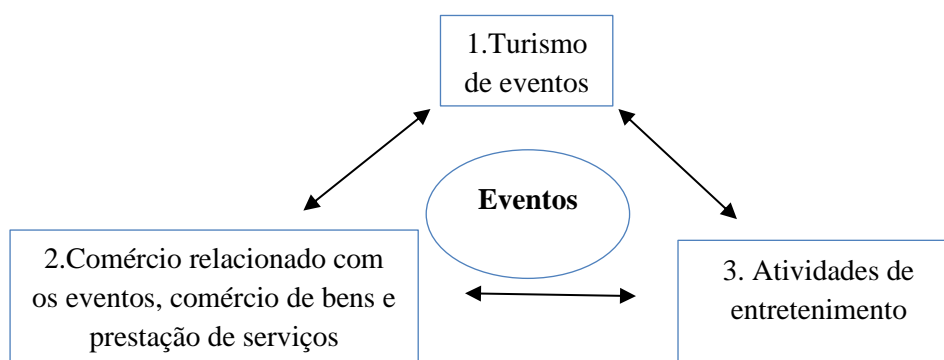 1.Turismo
de eventos
Eventos
2.Comércio relacionado com
os eventos, comércio de bens e
prestação de serviços
3. Atividades de
entretenimento